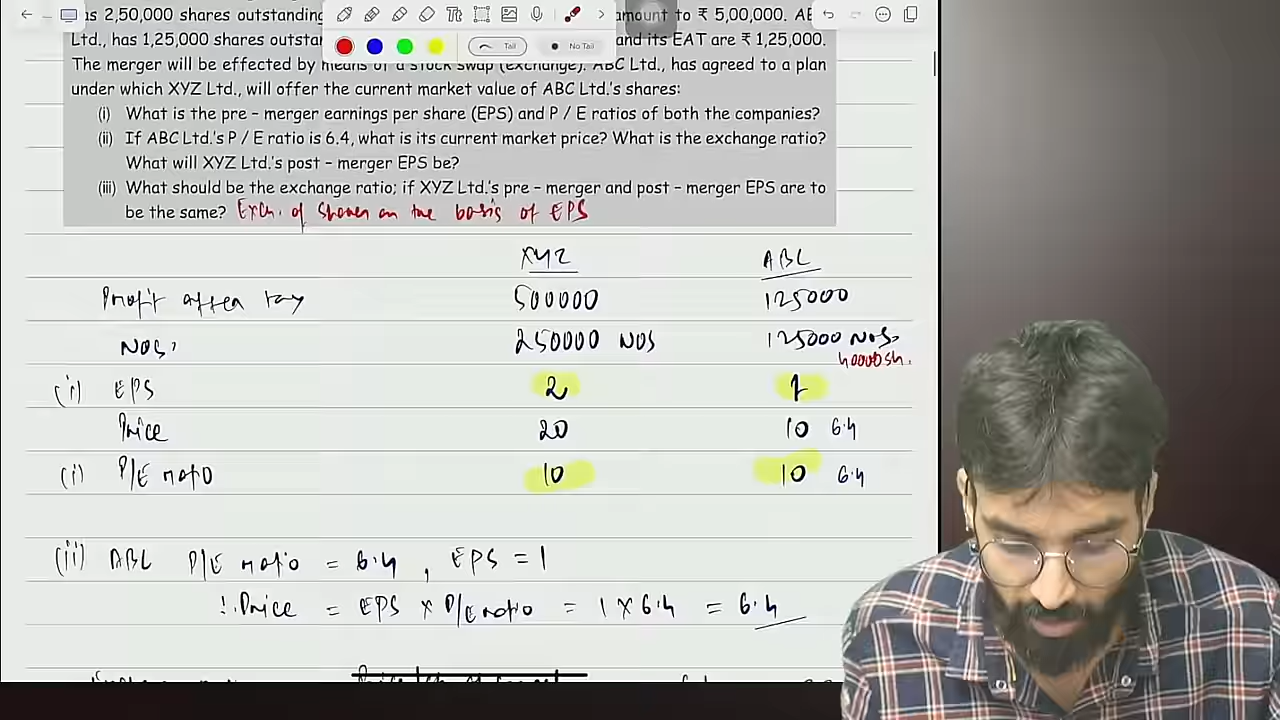 as 2,50,000 shares outstanding amount to ₹ 5,00,000. AB
Ltd., has 1,25,000 shares outstan and its EAT are ₹ 1,25,000.
Tail
No Tail
The merger will be effected by means of a stock swap (exchange). ABC Ltd., has agreed to a plan
under which XYZ Ltd., will offer the current market value of ABC Ltd.'s shares:
(i) What is the pre – merger earnings per share (EPS) and P / E ratios of both the companies?
(ii) If ABC Ltd.'s P / E ratio is 6.4, what is its current market price? What is the exchange ratio?
What will XYZ Ltd.'s post – merger EPS be?
(iii) What should be the exchange ratio; if XYZ Ltd.'s pre – merger and post – merger EPS are to
be the same? Exch. of shares on the basis of EPS
XYZ ABC
Profit after tax 500000 125000
NOS. 250000 NOS 125000 NOS.
40000sh.
(i) EPS 2 1
Price 20 10 6.4
(i) P/E ratio 10 10 6.4
(ii) ABC P/E ratio = 6.4, EPS = 1
∴ Price = EPS × P/E ratio = 1 × 6.4 = 6.4